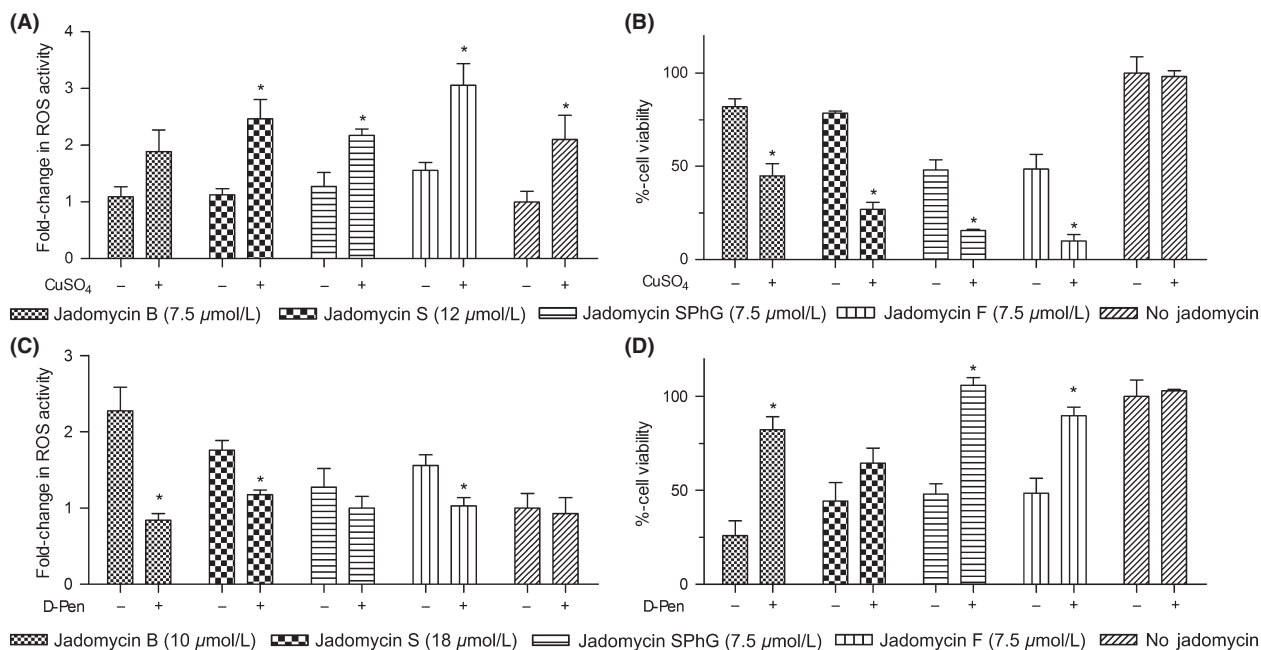 (A)
4
3
2
1
0
Fold-change in ROS activity
* * * *
CuSO4 – + – + – + – + – +
(B)
100
50
0
%-cell viability
* * * *
CuSO4 – + – + – + – + – +
Jadomycin B (7.5 µmol/L) Jadomycin S (12 µmol/L) Jadomycin SPhG (7.5 µmol/L) Jadomycin F (7.5 µmol/L) No jadomycin
(C)
3
2
1
0
Fold-change in ROS activity
* * *
D-Pen – + – + – + – + – +
(D)
100
50
0
%-cell viability
* * *
D-Pen – + – + – + – + – +
Jadomycin B (10 µmol/L) Jadomycin S (18 µmol/L) Jadomycin SPhG (7.5 µmol/L) Jadomycin F (7.5 µmol/L) No jadomycin